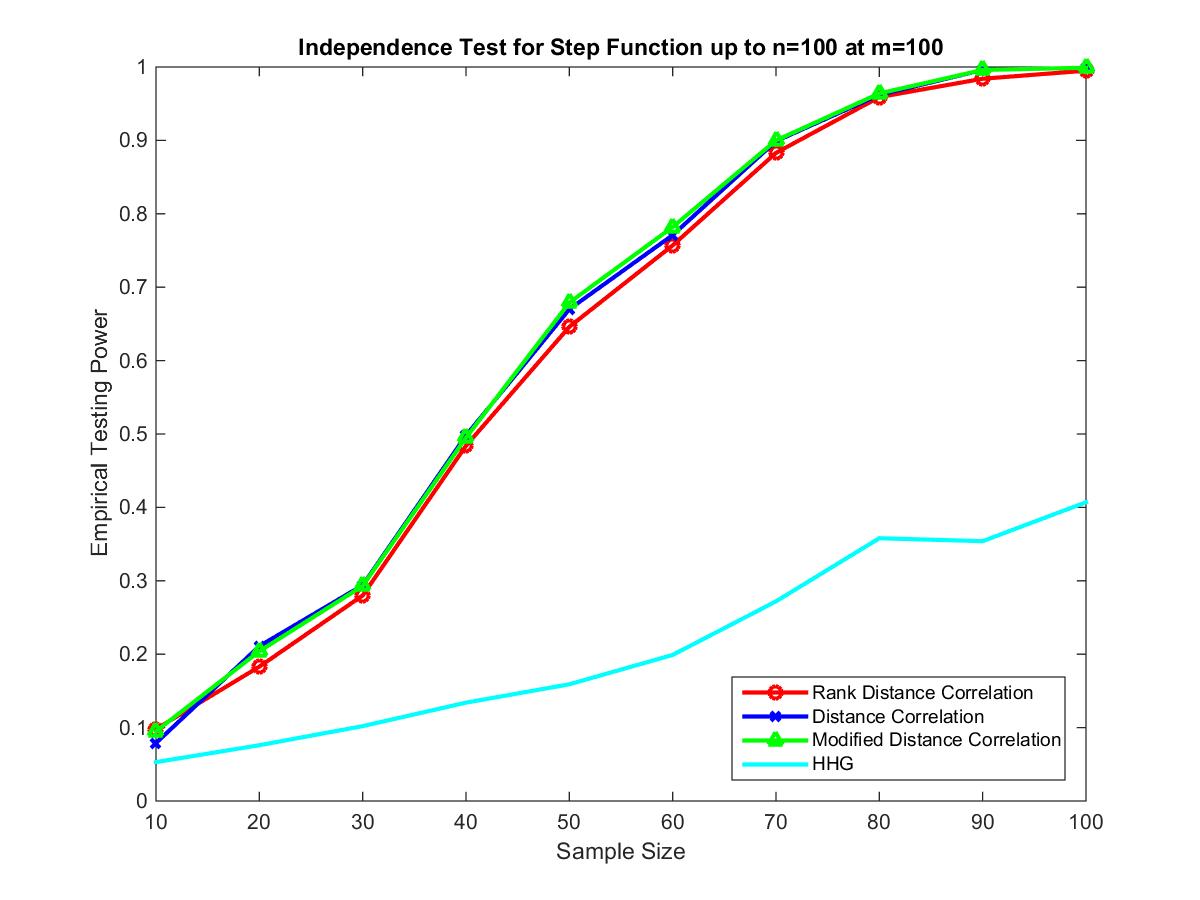 Independence Test for Step Function up to n=100 at m=100
1
0.9
0.8
0.7
0.6
0.5
0.4
0.3
0.2
0.1
0
Empirical Testing Power
10 20 30 40 50 60 70 80 90 100
Sample Size
Rank Distance Correlation
Distance Correlation
Modified Distance Correlation
HHG